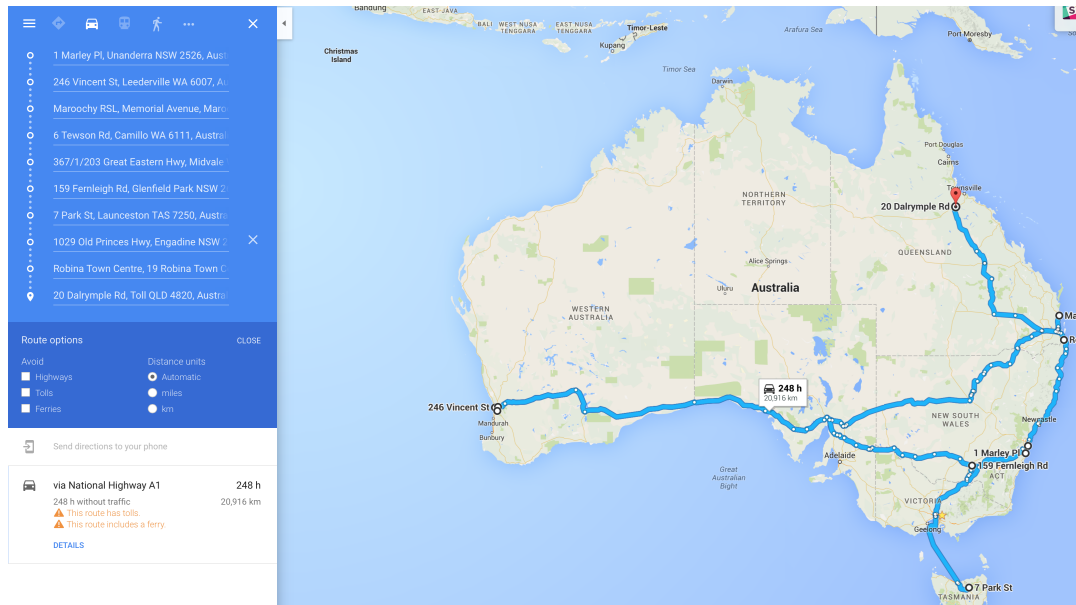 1 Marley Pl, Unanderra NSW 2526, Aust
246 Vincent St, Leederville WA 6007, Au
Maroochy RSL, Memorial Avenue, Maro
6 Tewson Rd, Camillo WA 6111, Austral
367/1/203 Great Eastern Hwy, Midvale
159 Fernleigh Rd, Glenfield Park NSW 2
7 Park St, Launceston TAS 7250, Austra
1029 Old Princes Hwy, Engadine NSW 2
Robina Town Centre, 19 Robina Town C
20 Dalrymple Rd, Toll QLD 4820, Austral
Route options
CLOSE
Avoid
Distance units
Highways
Automatic
Tolls
miles
Ferries
km
Send directions to your phone
via National Highway A1
248 h
248 h without traffic
20,916 km
This route has tolls.
This route includes a ferry.
DETAILS
Bandung
EAST JAVA
BALI
WEST NUSA TENGGARA
EAST NUSA TENGGARA
Timor-Leste
Kupang
Christmas Island
Arafura Sea
Port Moresby
Timor Sea
Darwin
Port Douglas
Cairns
Townsville
20 Dalrymple Rd
NORTHERN TERRITORY
QUEENSLAND
Alice Springs
Uluru
Australia
WESTERN AUSTRALIA
Ma
R
248 h
20,916 km
246 Vincent St
Mandurah
Bunbury
NEW SOUTH WALES
Newcastle
Adelaide
1 Marley Pl
159 Fernleigh Rd
ACT
Great Australian Bight
VICTORIA
Geelong
7 Park St
TASMANIA